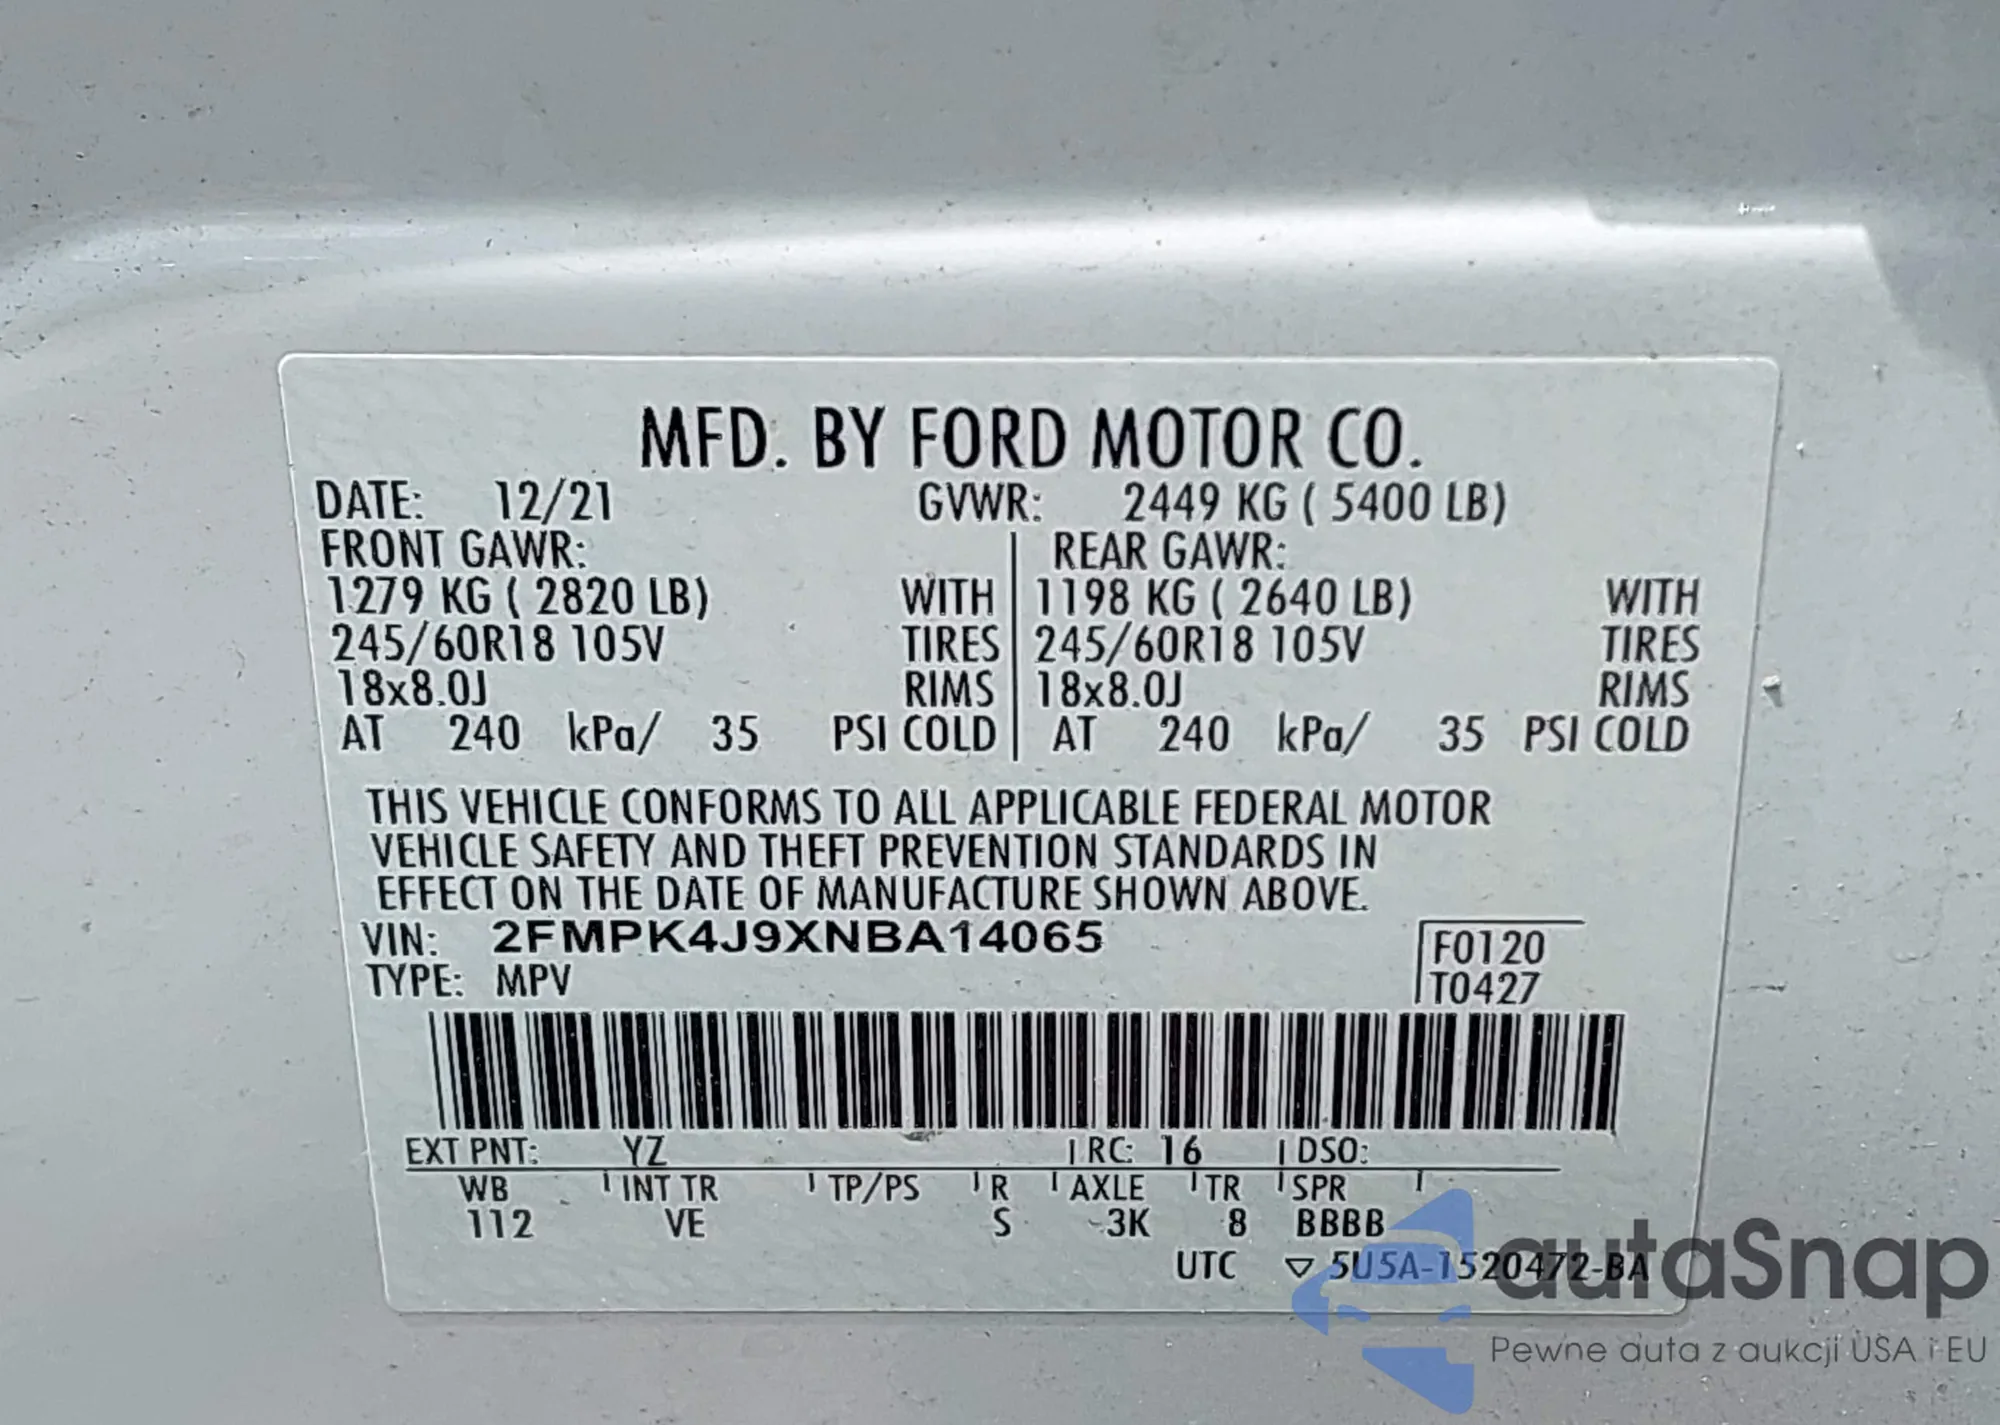 MFD. BY FORD MOTOR CO.
DATE: 12/21 GVWR: 2449 KG ( 5400 LB)
FRONT GAWR: REAR GAWR:
1279 KG ( 2820 LB) WITH 1198 KG ( 2640 LB) WITH
245/60R18 105V TIRES 245/60R18 105V TIRES
18x8.0J RIMS 18x8.0J RIMS
AT 240 kPa/ 35 PSI COLD AT 240 kPa/ 35 PSI COLD
THIS VEHICLE CONFORMS TO ALL APPLICABLE FEDERAL MOTOR
VEHICLE SAFETY AND THEFT PREVENTION STANDARDS IN
EFFECT ON THE DATE OF MANUFACTURE SHOWN ABOVE.
VIN: 2FMPK4J9XNBA14065 F0120
TYPE: MPV T0427
EXT PNT: YZ RC: 16 DSO:
WB INT TR TP/PS R AXLE TR SPR
112 VE S 3K 8 BBBB
UTC ▽ 5U5A-1520472-BA
autaSnap
Pewne auta z aukcji USA i EU